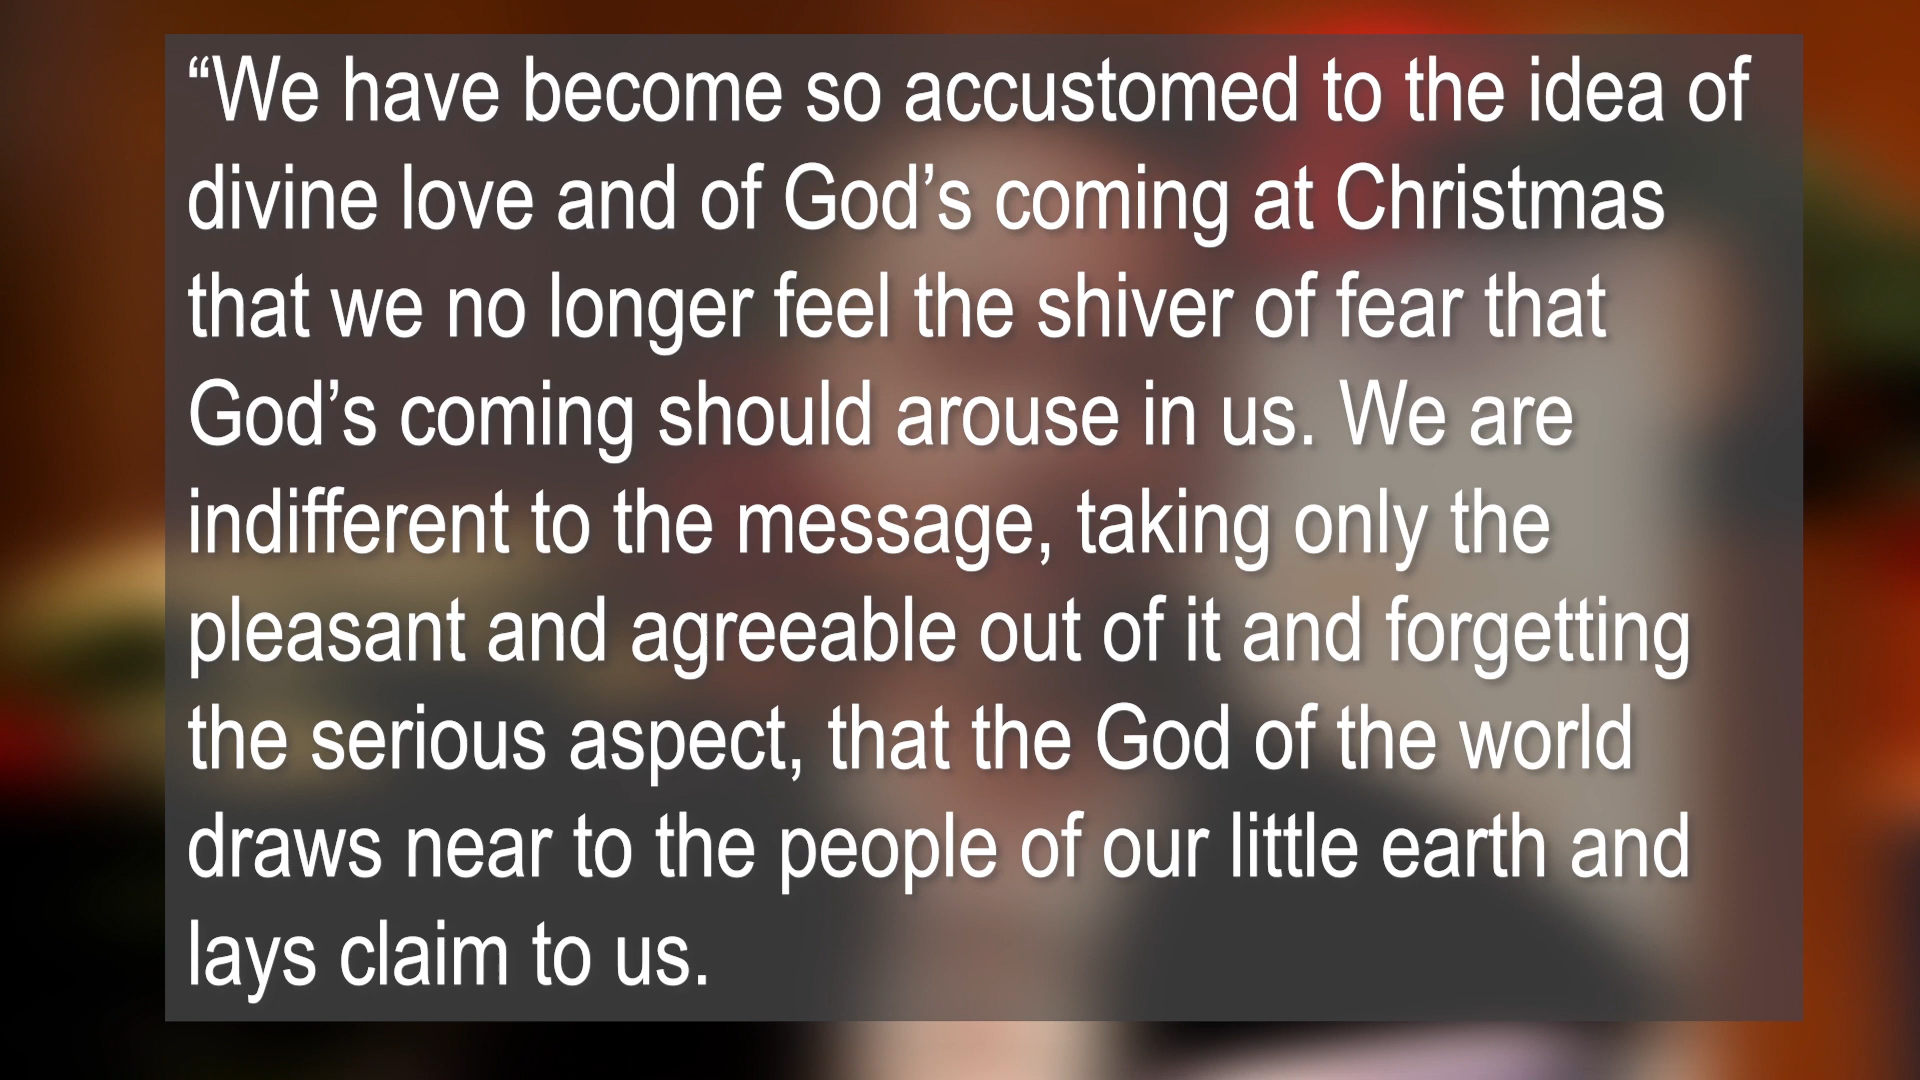 “We have become so accustomed to the idea of
divine love and of God’s coming at Christmas
that we no longer feel the shiver of fear that
God’s coming should arouse in us. We are
indifferent to the message, taking only the
pleasant and agreeable out of it and forgetting
the serious aspect, that the God of the world
draws near to the people of our little earth and
lays claim to us.